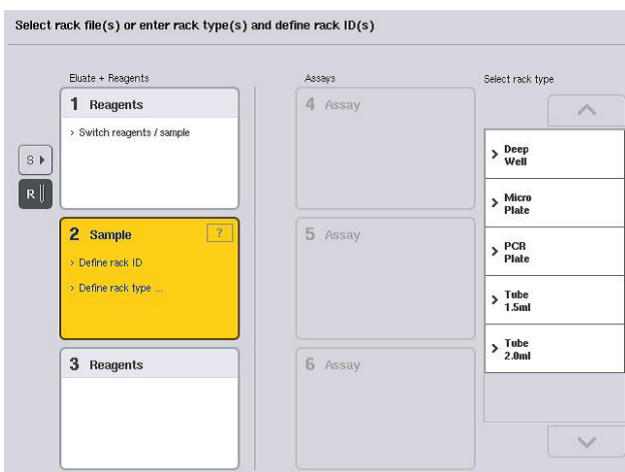 Select rack file(s) or enter rack type(s) and define rack ID(s)
Eluate + Reagents
1 Reagents
> Switch reagents / sample
S
R
2 Sample ?
> Define rack ID
> Define rack type ...
3 Reagents
Assays
4 Assay
5 Assay
6 Assay
Select rack type
> Deep
Well
> Micro
Plate
> PCR
Plate
> Tube
1.5ml
> Tube
2.0ml